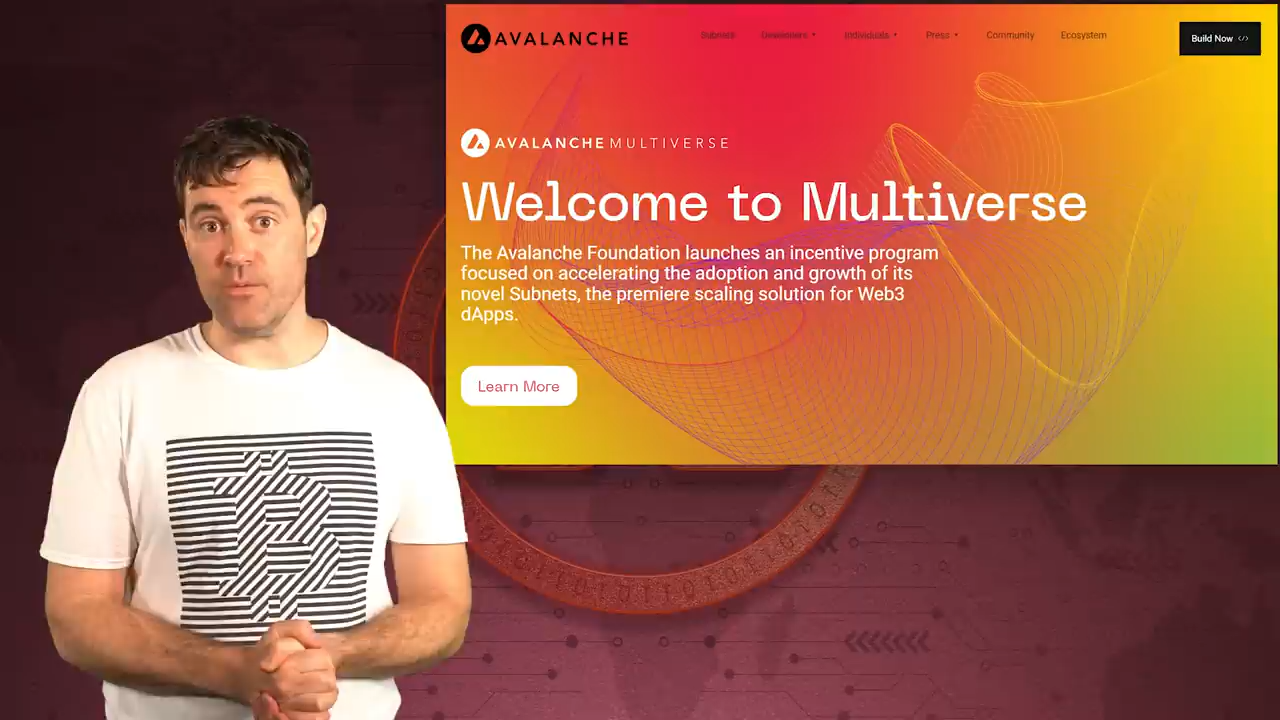 AVALANCHE
Subnets Developers Individuals Press Community Ecosystem
Build Now </>
AVALANCHE MULTIVERSE
Welcome to Multiverse
The Avalanche Foundation launches an incentive program
focused on accelerating the adoption and growth of its
novel Subnets, the premiere scaling solution for Web3
dApps.
Learn More